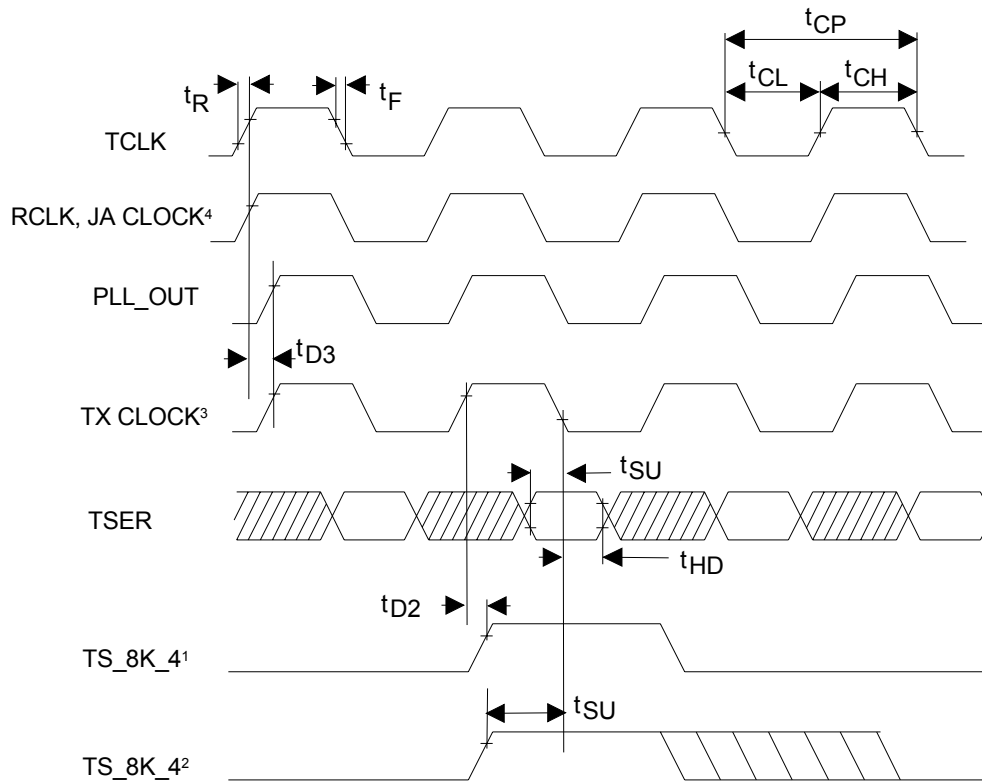 tCP
tCL tCH
tR tF
TCLK
RCLK, JA CLOCK⁴
PLL_OUT
tD3
TX CLOCK³
tSU
TSER
tHD
tD2
TS_8K_4¹
tSU
TS_8K_4²